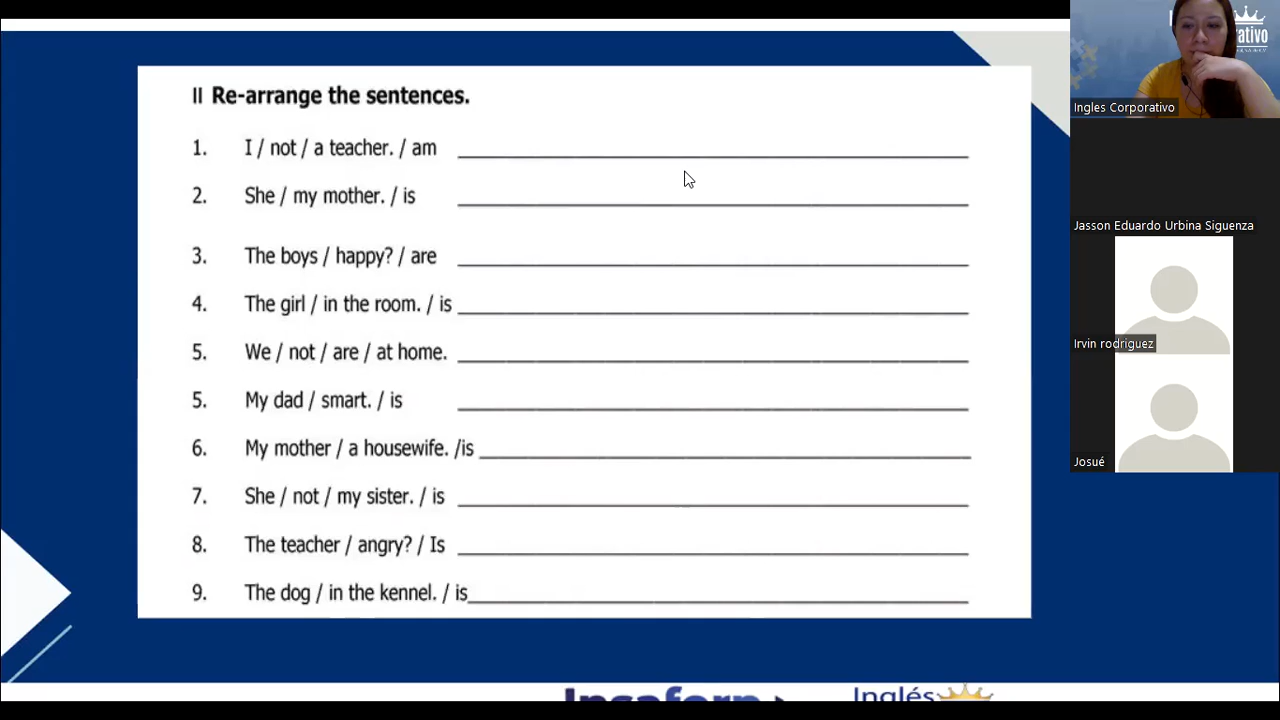 II Re-arrange the sentences.
1. I / not / a teacher. / am
2. She / my mother. / is
3. The boys / happy? / are
4. The girl / in the room. / is
5. We / not / are / at home.
5. My dad / smart. / is
6. My mother / a housewife. /is
7. She / not / my sister. / is
8. The teacher / angry? / Is
9. The dog / in the kennel. / is
Ingles Corporativo
Jasson Eduardo Urbina Siguenza
Irvin rodriguez
Josué
Inglés